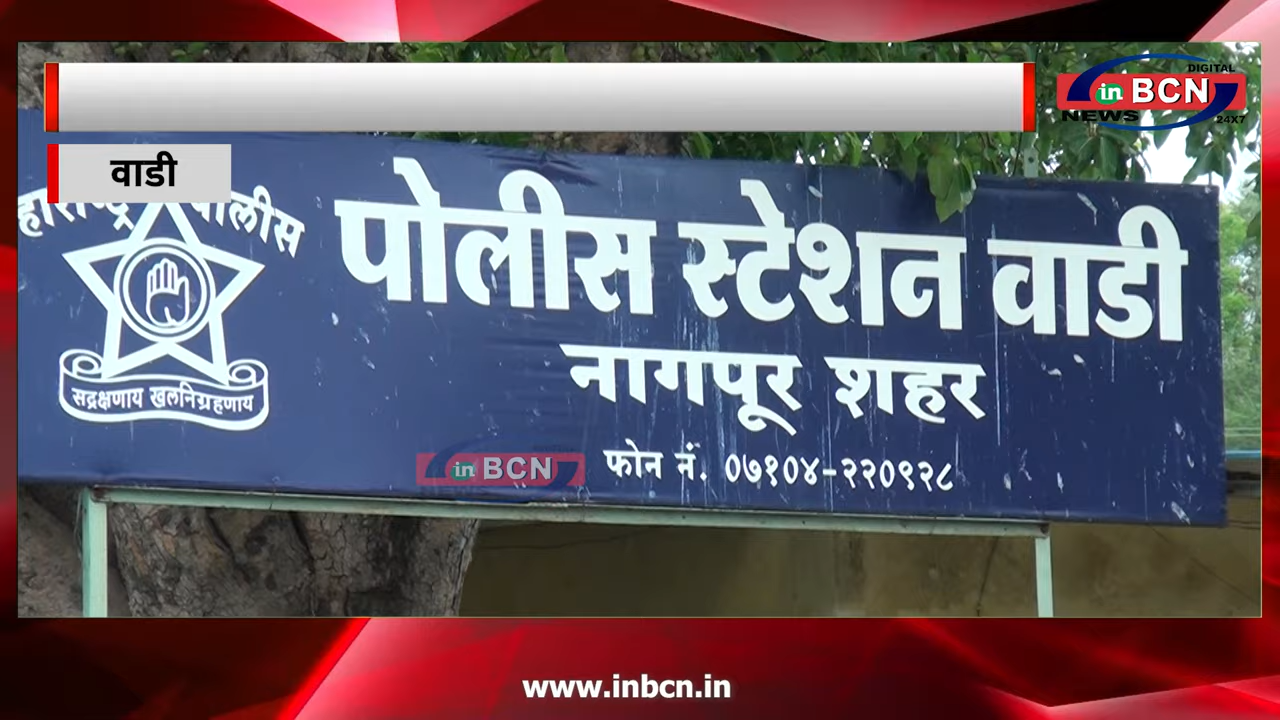 DIGITAL
in BCN
NEWS 24X7
वाडी
पोलीस स्टेशन वाडी
नागपूर शहर
सद्रक्षणाय खलनिग्रहणाय
in BCN
फोन नं. ०७१०४-२२०९२८
www.inbcn.in